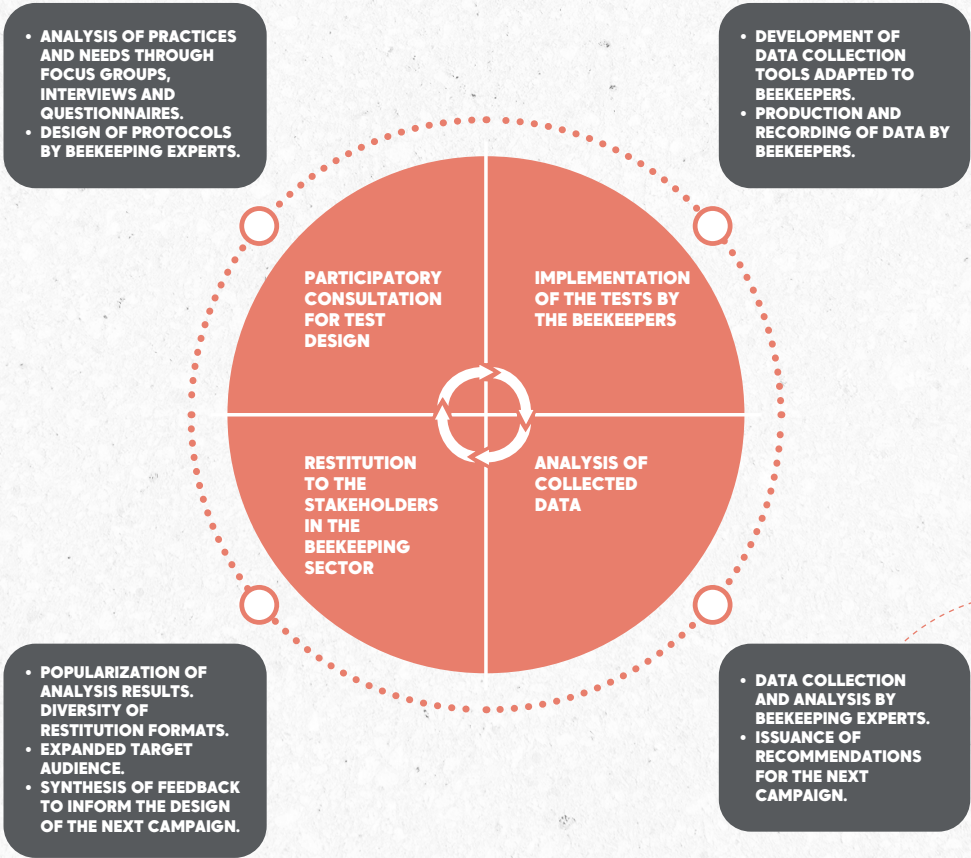 • ANALYSIS OF PRACTICES
AND NEEDS THROUGH
FOCUS GROUPS,
INTERVIEWS AND
QUESTIONNAIRES.
• DESIGN OF PROTOCOLS
BY BEEKEEPING EXPERTS.
• DEVELOPMENT OF
DATA COLLECTION
TOOLS ADAPTED TO
BEEKEEPERS.
• PRODUCTION AND
RECORDING OF DATA BY
BEEKEEPERS.
PARTICIPATORY
CONSULTATION
FOR TEST
DESIGN
IMPLEMENTATION
OF THE TESTS BY
THE BEEKEEPERS
RESTITUTION
TO THE
STAKEHOLDERS
IN THE
BEEKEEPING
SECTOR
ANALYSIS OF
COLLECTED
DATA
• POPULARIZATION OF
ANALYSIS RESULTS.
DIVERSITY OF
RESTITUTION FORMATS.
• EXPANDED TARGET
AUDIENCE.
• SYNTHESIS OF FEEDBACK
TO INFORM THE DESIGN
OF THE NEXT CAMPAIGN.
• DATA COLLECTION
AND ANALYSIS BY
BEEKEEPING EXPERTS.
• ISSUANCE OF
RECOMMENDATIONS
FOR THE NEXT
CAMPAIGN.